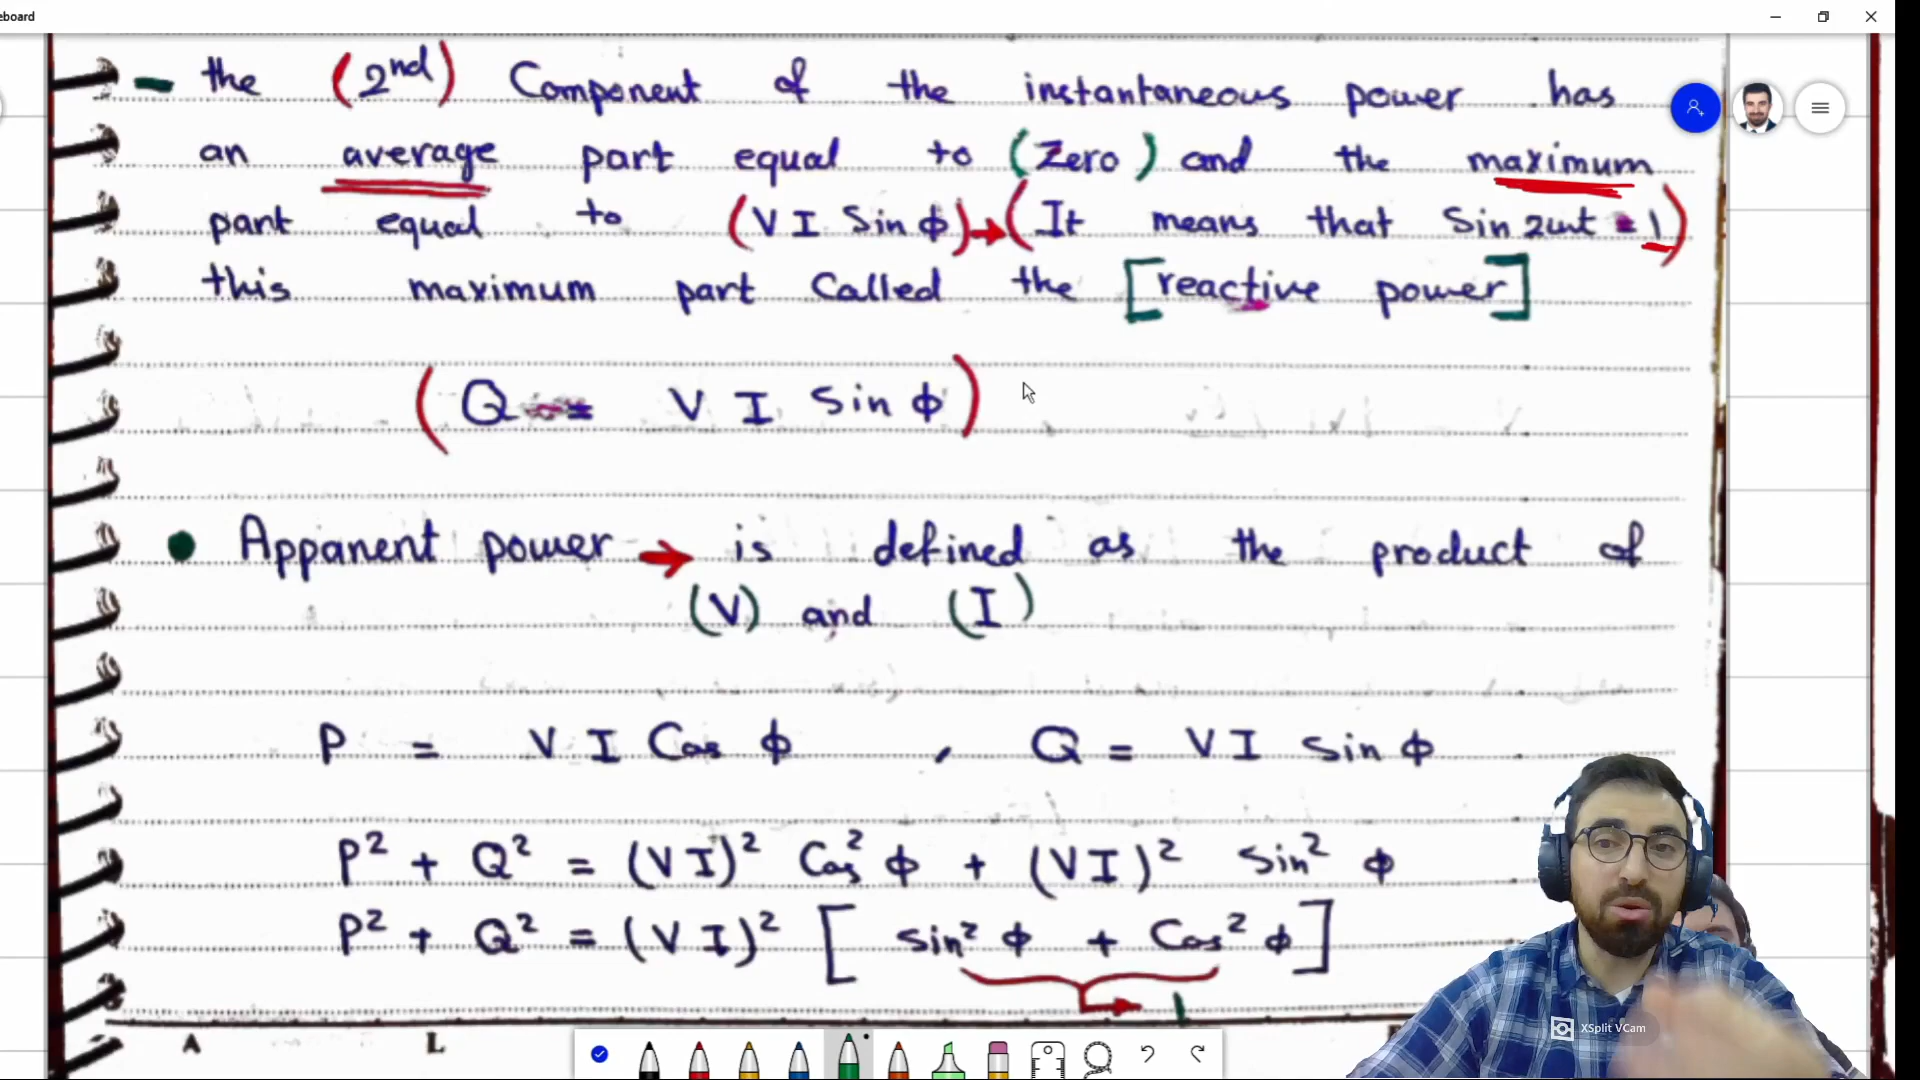 eboard
- the (2nd) Component of the instantaneous power has
an average part equal to (Zero) and the maximum
part equal to (V I Sin φ) → (It means that Sin 2ωt = 1)
this maximum part Called the [reactive power]
(Q = V I Sin φ)
• Appanent power → is defined as the product of
(V) and (I)
P = V I Cos φ , Q = V I Sin φ
P² + Q² = (V I)² Cos² φ + (V I)² Sin² φ
P² + Q² = (V I)² [ Sin² φ + Cos² φ ]
→ 1
A L
XSplit VCam